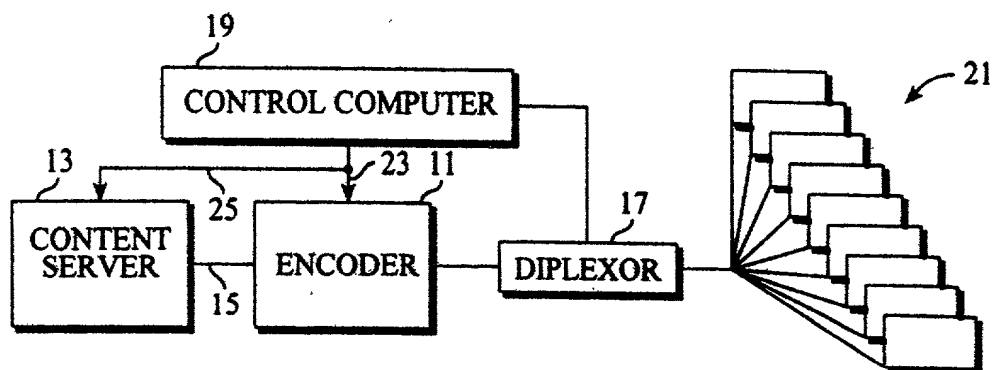 19
CONTROL COMPUTER
21
13
25
23
11
CONTENT
SERVER
15
ENCODER
17
DIPLEXOR